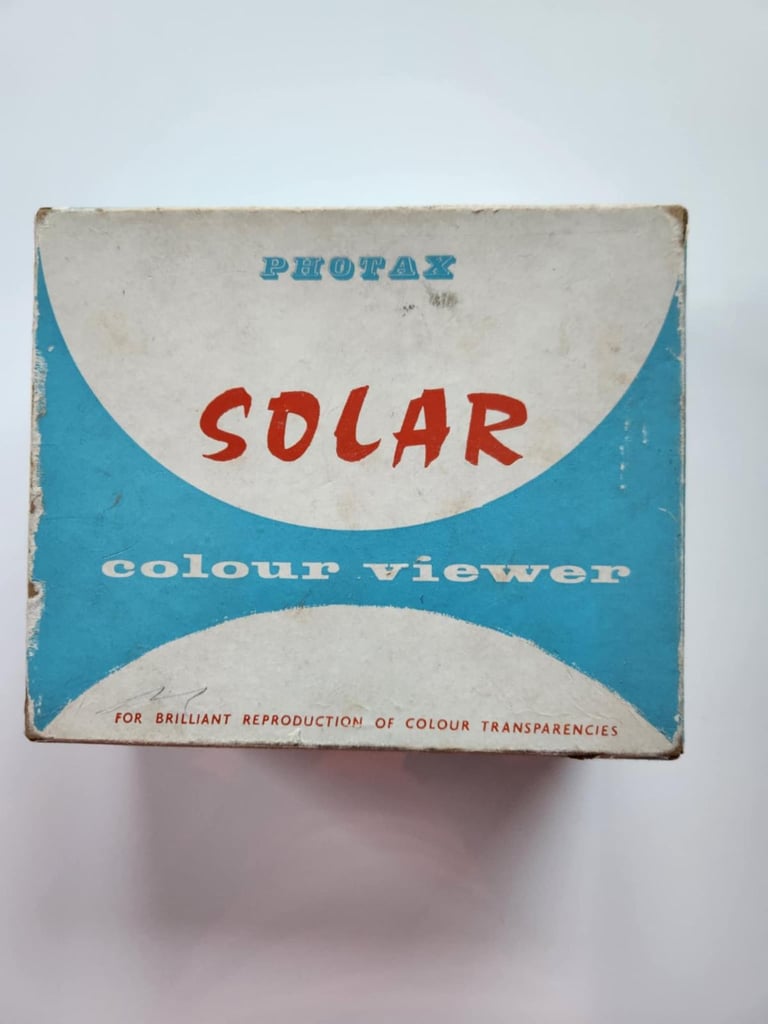 PHOTAX
SOLAR
colour viewer
FOR BRILLIANT REPRODUCTION OF COLOUR TRANSPARENCIES